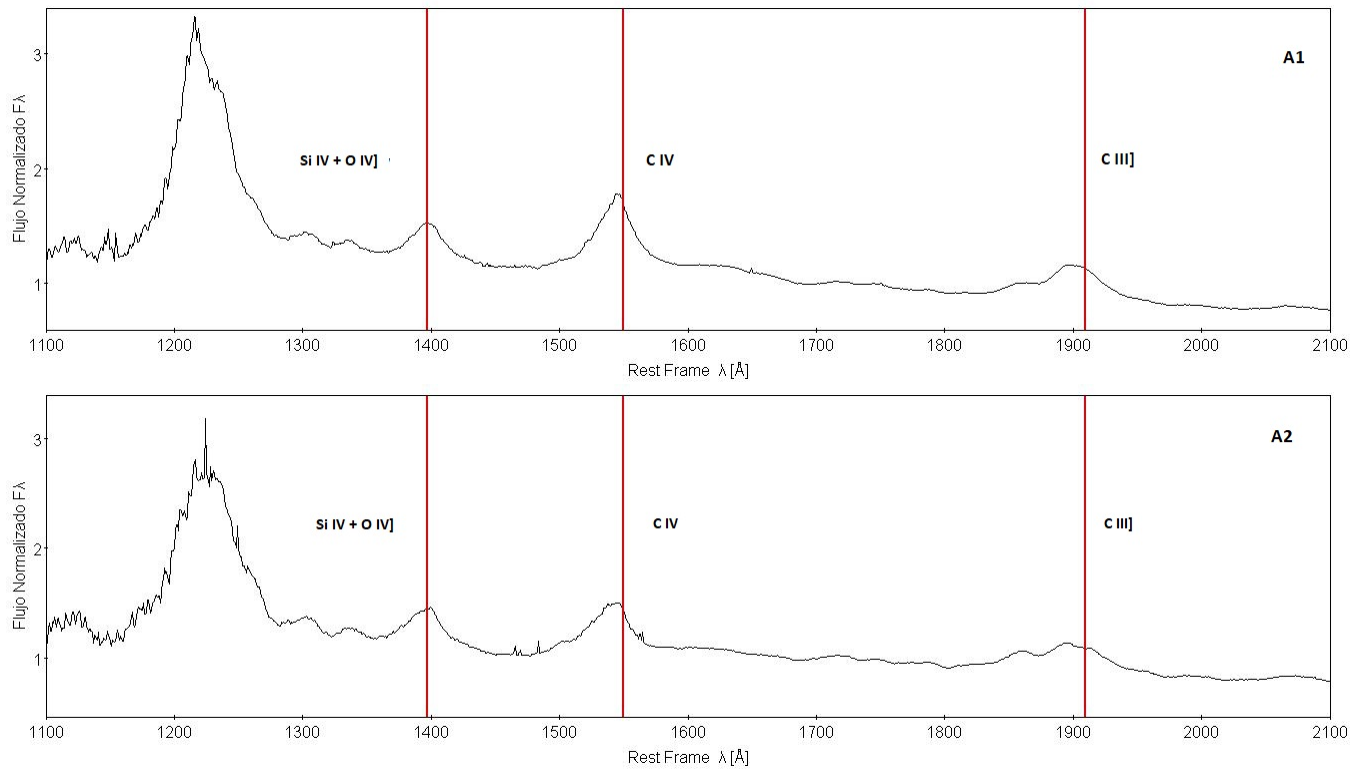 A1
3
Flujo Normalizado Fλ
Si IV + O IV]
C IV
C III]
2
1
1100 1200 1300 1400 1500 1600 1700 1800 1900 2000 2100
Rest Frame λ [Å]
A2
3
Flujo Normalizado Fλ
Si IV + O IV]
C IV
C III]
2
1
1100 1200 1300 1400 1500 1600 1700 1800 1900 2000 2100
Rest Frame λ [Å]